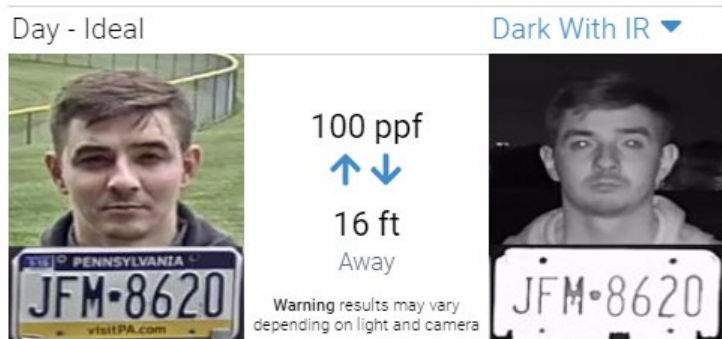 Day - Ideal
Dark With IR
100 ppf
16 ft
Away
Warning results may vary
depending on light and camera
PENNSYLVANIA
JFM-8620
visitPA.com
JFM-8620